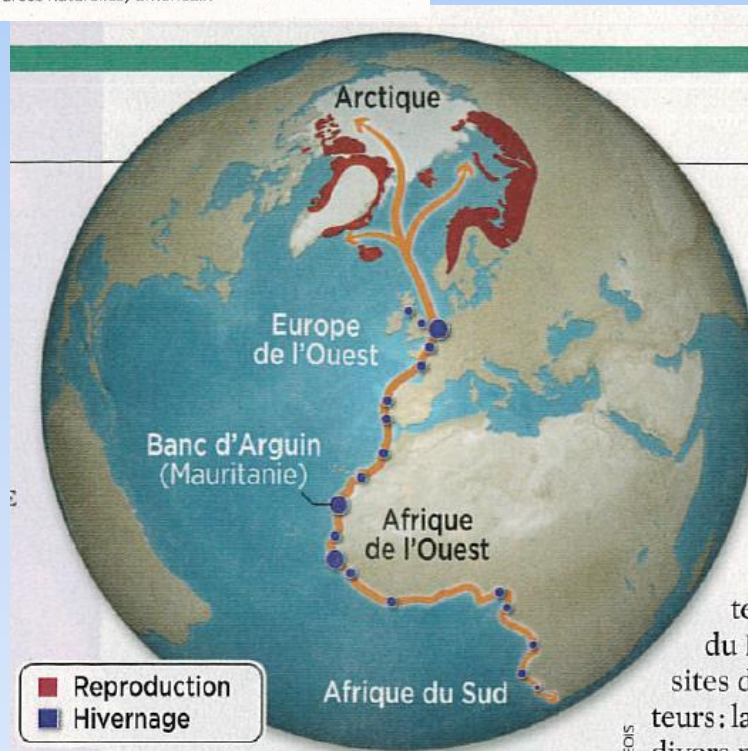 Arctique
Europe
de l'Ouest
Banc d'Arguin
(Mauritanie)
Afrique
de l'Ouest
Afrique du Sud
Reproduction
Hivernage
du
sites d
teurs: la